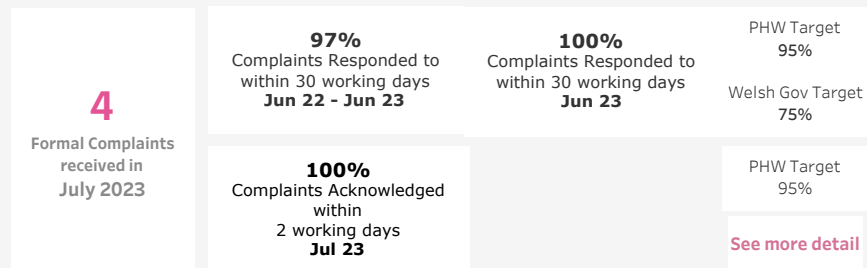 4
Formal Complaints
received in
July 2023
97%
Complaints Responded to
within 30 working days
Jun 22 - Jun 23
100%
Complaints Responded to
within 30 working days
Jun 23
PHW Target
95%
Welsh Gov Target
75%
100%
Complaints Acknowledged
within
2 working days
Jul 23
PHW Target
95%
See more detail